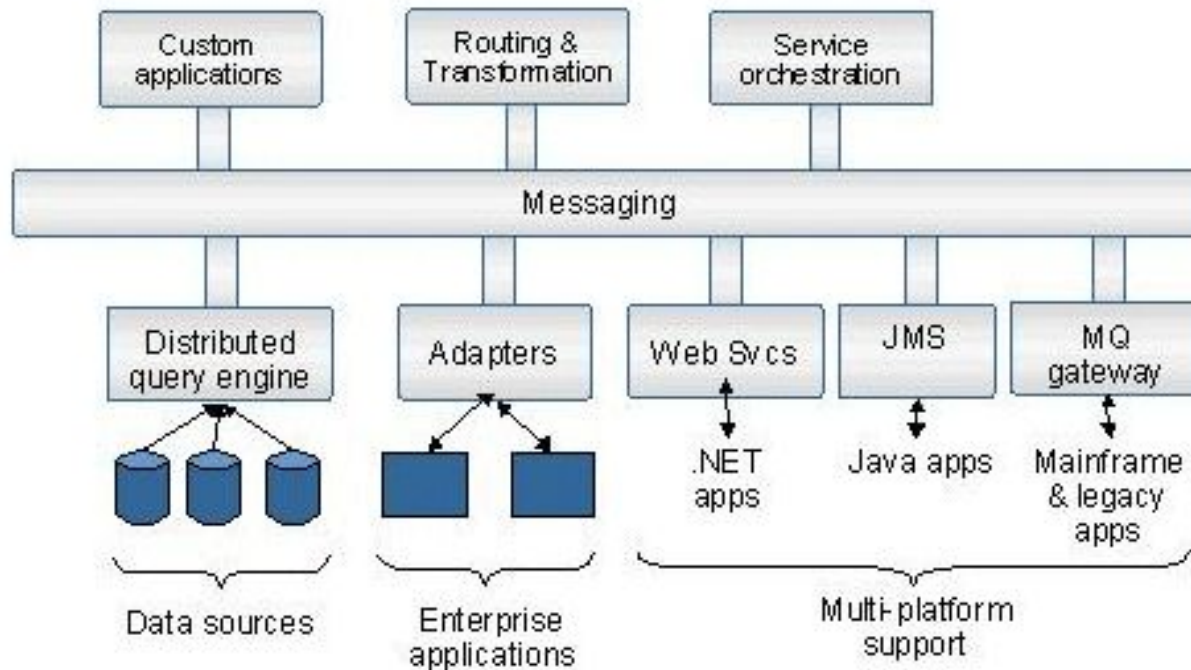 Custom
applications
Routing &
Transformation
Service
orchestration
Messaging
Distributed
query engine
Adapters
Web Svcs
JMS
MQ
gateway
.NET
apps
Java apps
Mainframe
& legacy
apps
Data sources
Enterprise
applications
Multi-platform
support